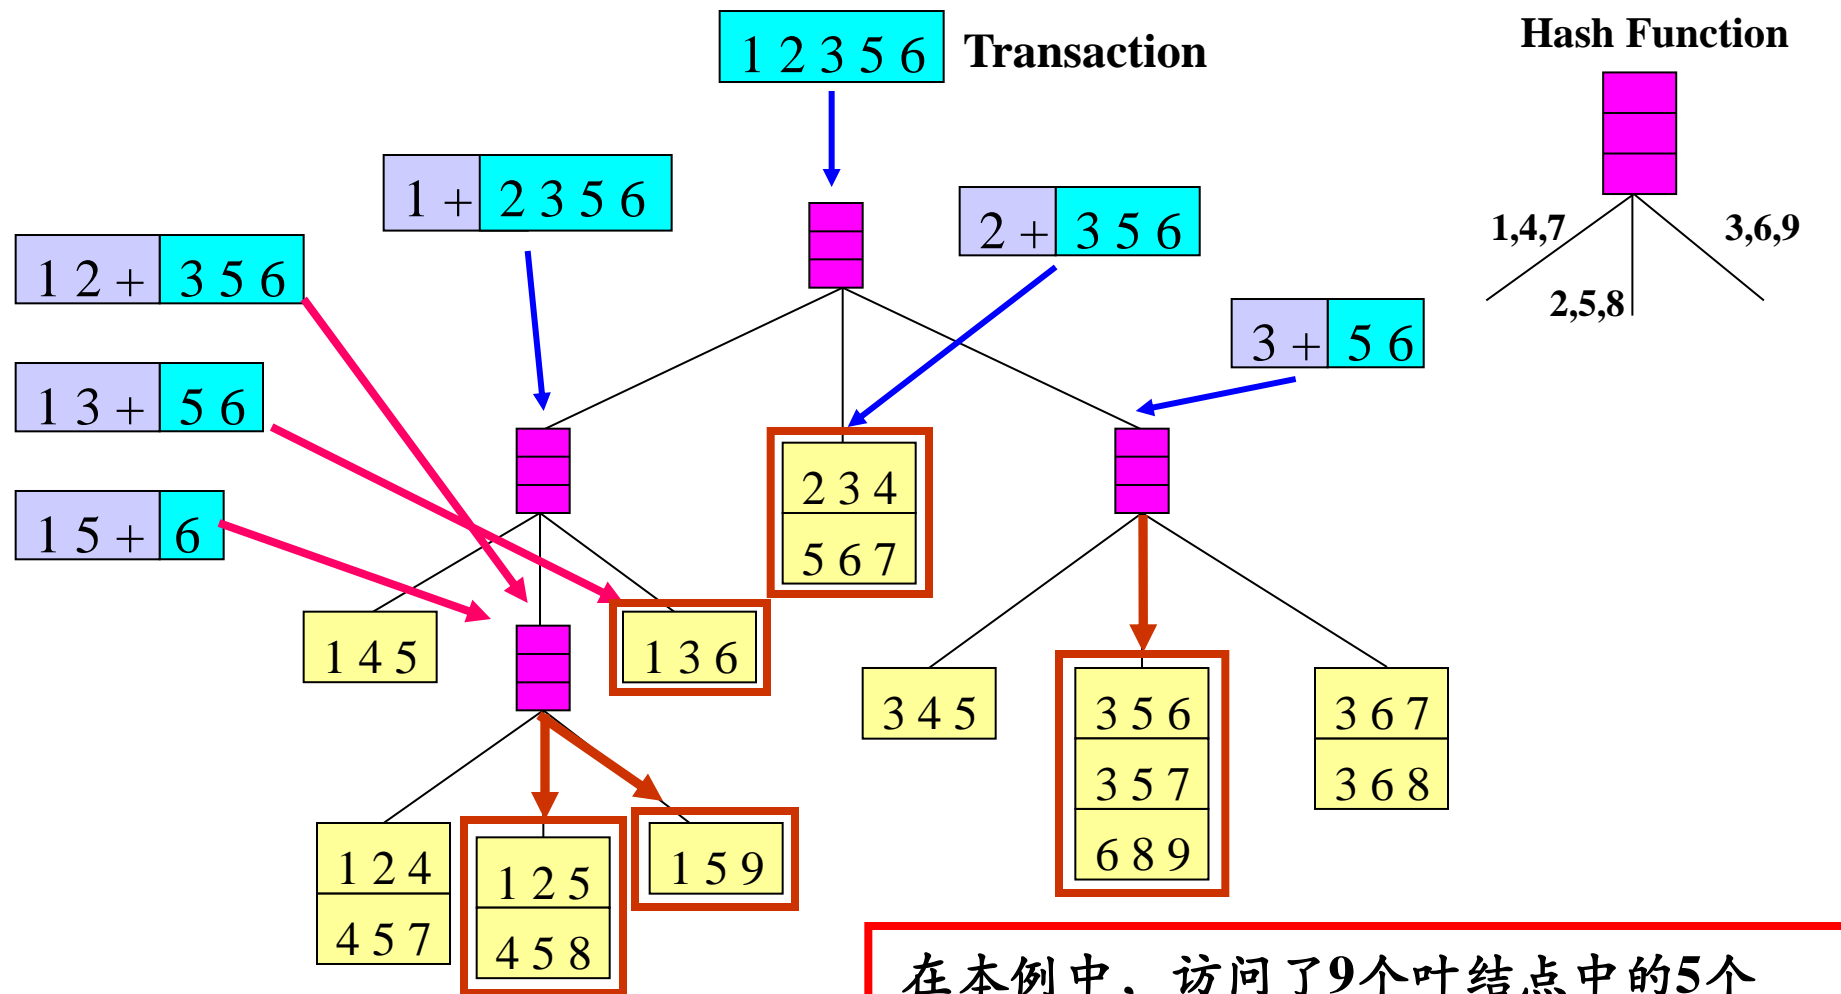 1 2 3 5 6 Transaction
Hash Function
1 + 2 3 5 6
2 + 3 5 6
1,4,7
3,6,9
2,5,8
1 2 + 3 5 6
3 + 5 6
1 3 + 5 6
1 5 + 6
2 3 4
5 6 7
1 4 5
1 3 6
3 4 5
3 5 6
3 5 7
6 8 9
3 6 7
3 6 8
1 2 4
4 5 7
1 2 5
4 5 8
1 5 9
在本例中，访问了9个叶结点中的5个